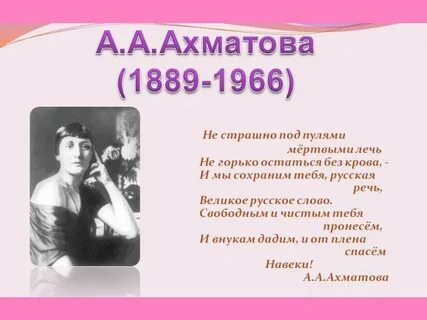 А.А.Ахматова
(1889-1966)
Не страшно под пулями
мёртвыми лечь
Не горько остаться без крова, -
И мы сохраним тебя, русская
речь,
Великое русское слово.
Свободным и чистым тебя
пронесём,
И внукам дадим, и от плена
спасём
Навеки!
А.А.Ахматова